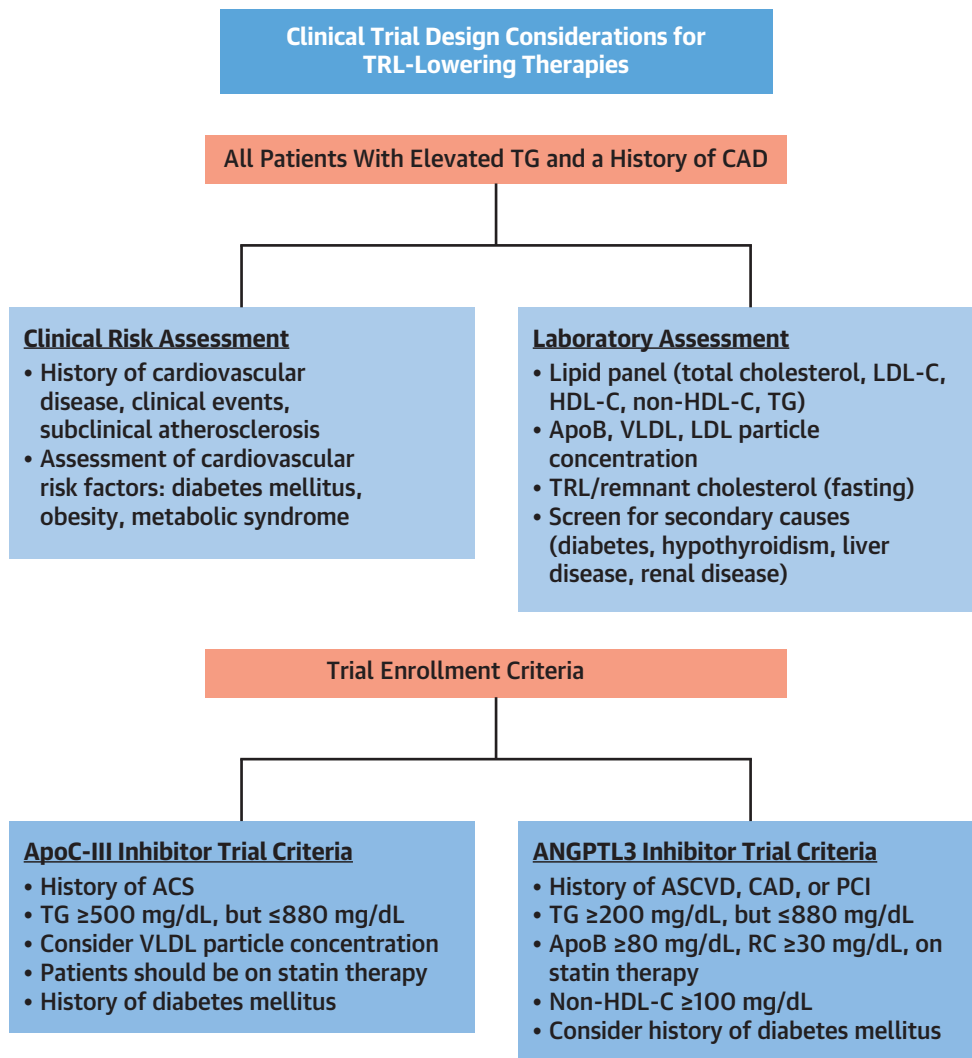 Clinical Trial Design Considerations for
TRL-Lowering Therapies
All Patients With Elevated TG and a History of CAD
Clinical Risk Assessment
• History of cardiovascular
disease, clinical events,
subclinical atherosclerosis
• Assessment of cardiovascular
risk factors: diabetes mellitus,
obesity, metabolic syndrome
Laboratory Assessment
• Lipid panel (total cholesterol, LDL-C,
HDL-C, non-HDL-C, TG)
• ApoB, VLDL, LDL particle
concentration
• TRL/remnant cholesterol (fasting)
• Screen for secondary causes
(diabetes, hypothyroidism, liver
disease, renal disease)
Trial Enrollment Criteria
ApoC-III Inhibitor Trial Criteria
• History of ACS
• TG ≥500 mg/dL, but ≤880 mg/dL
• Consider VLDL particle concentration
• Patients should be on statin therapy
• History of diabetes mellitus
ANGPTL3 Inhibitor Trial Criteria
• History of ASCVD, CAD, or PCI
• TG ≥200 mg/dL, but ≤880 mg/dL
• ApoB ≥80 mg/dL, RC ≥30 mg/dL, on
statin therapy
• Non-HDL-C ≥100 mg/dL
• Consider history of diabetes mellitus